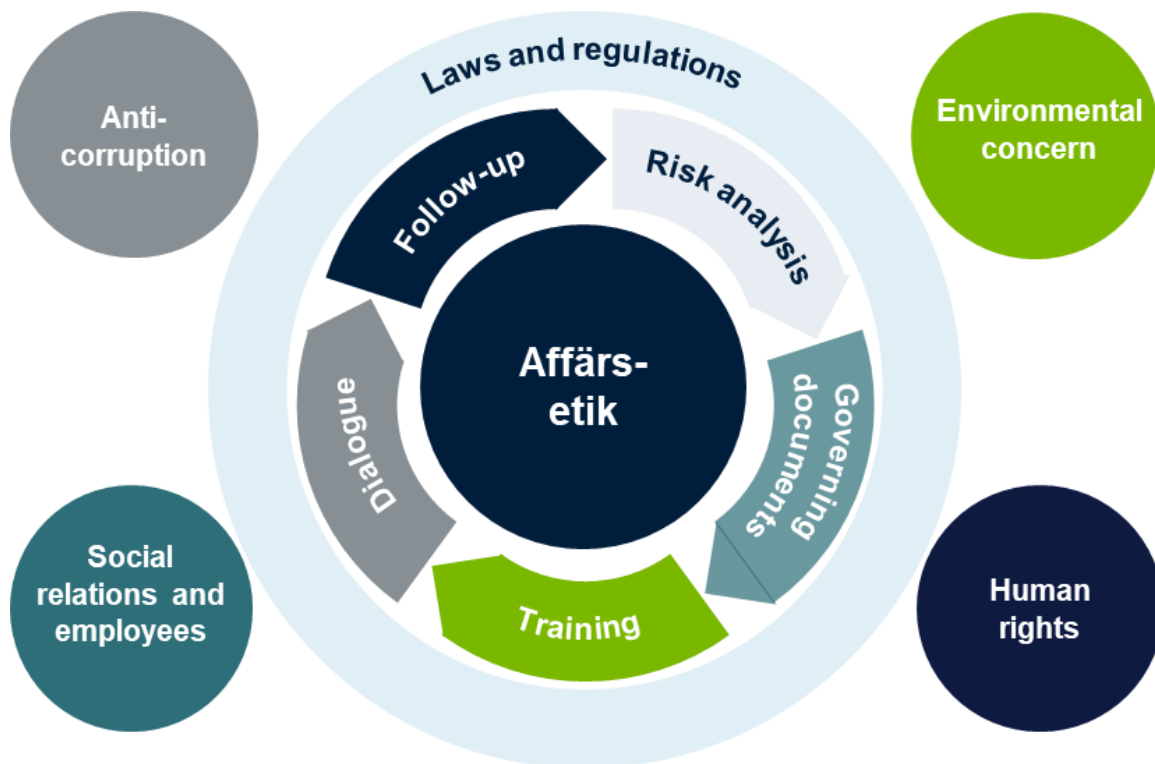 Laws and regulations
Anti-
corruption
Environmental
concern
Follow-up
Risk analysis
Affärs-
etik
Governing
documents
Dialogue
Training
Social
relations and
employees
Human
rights